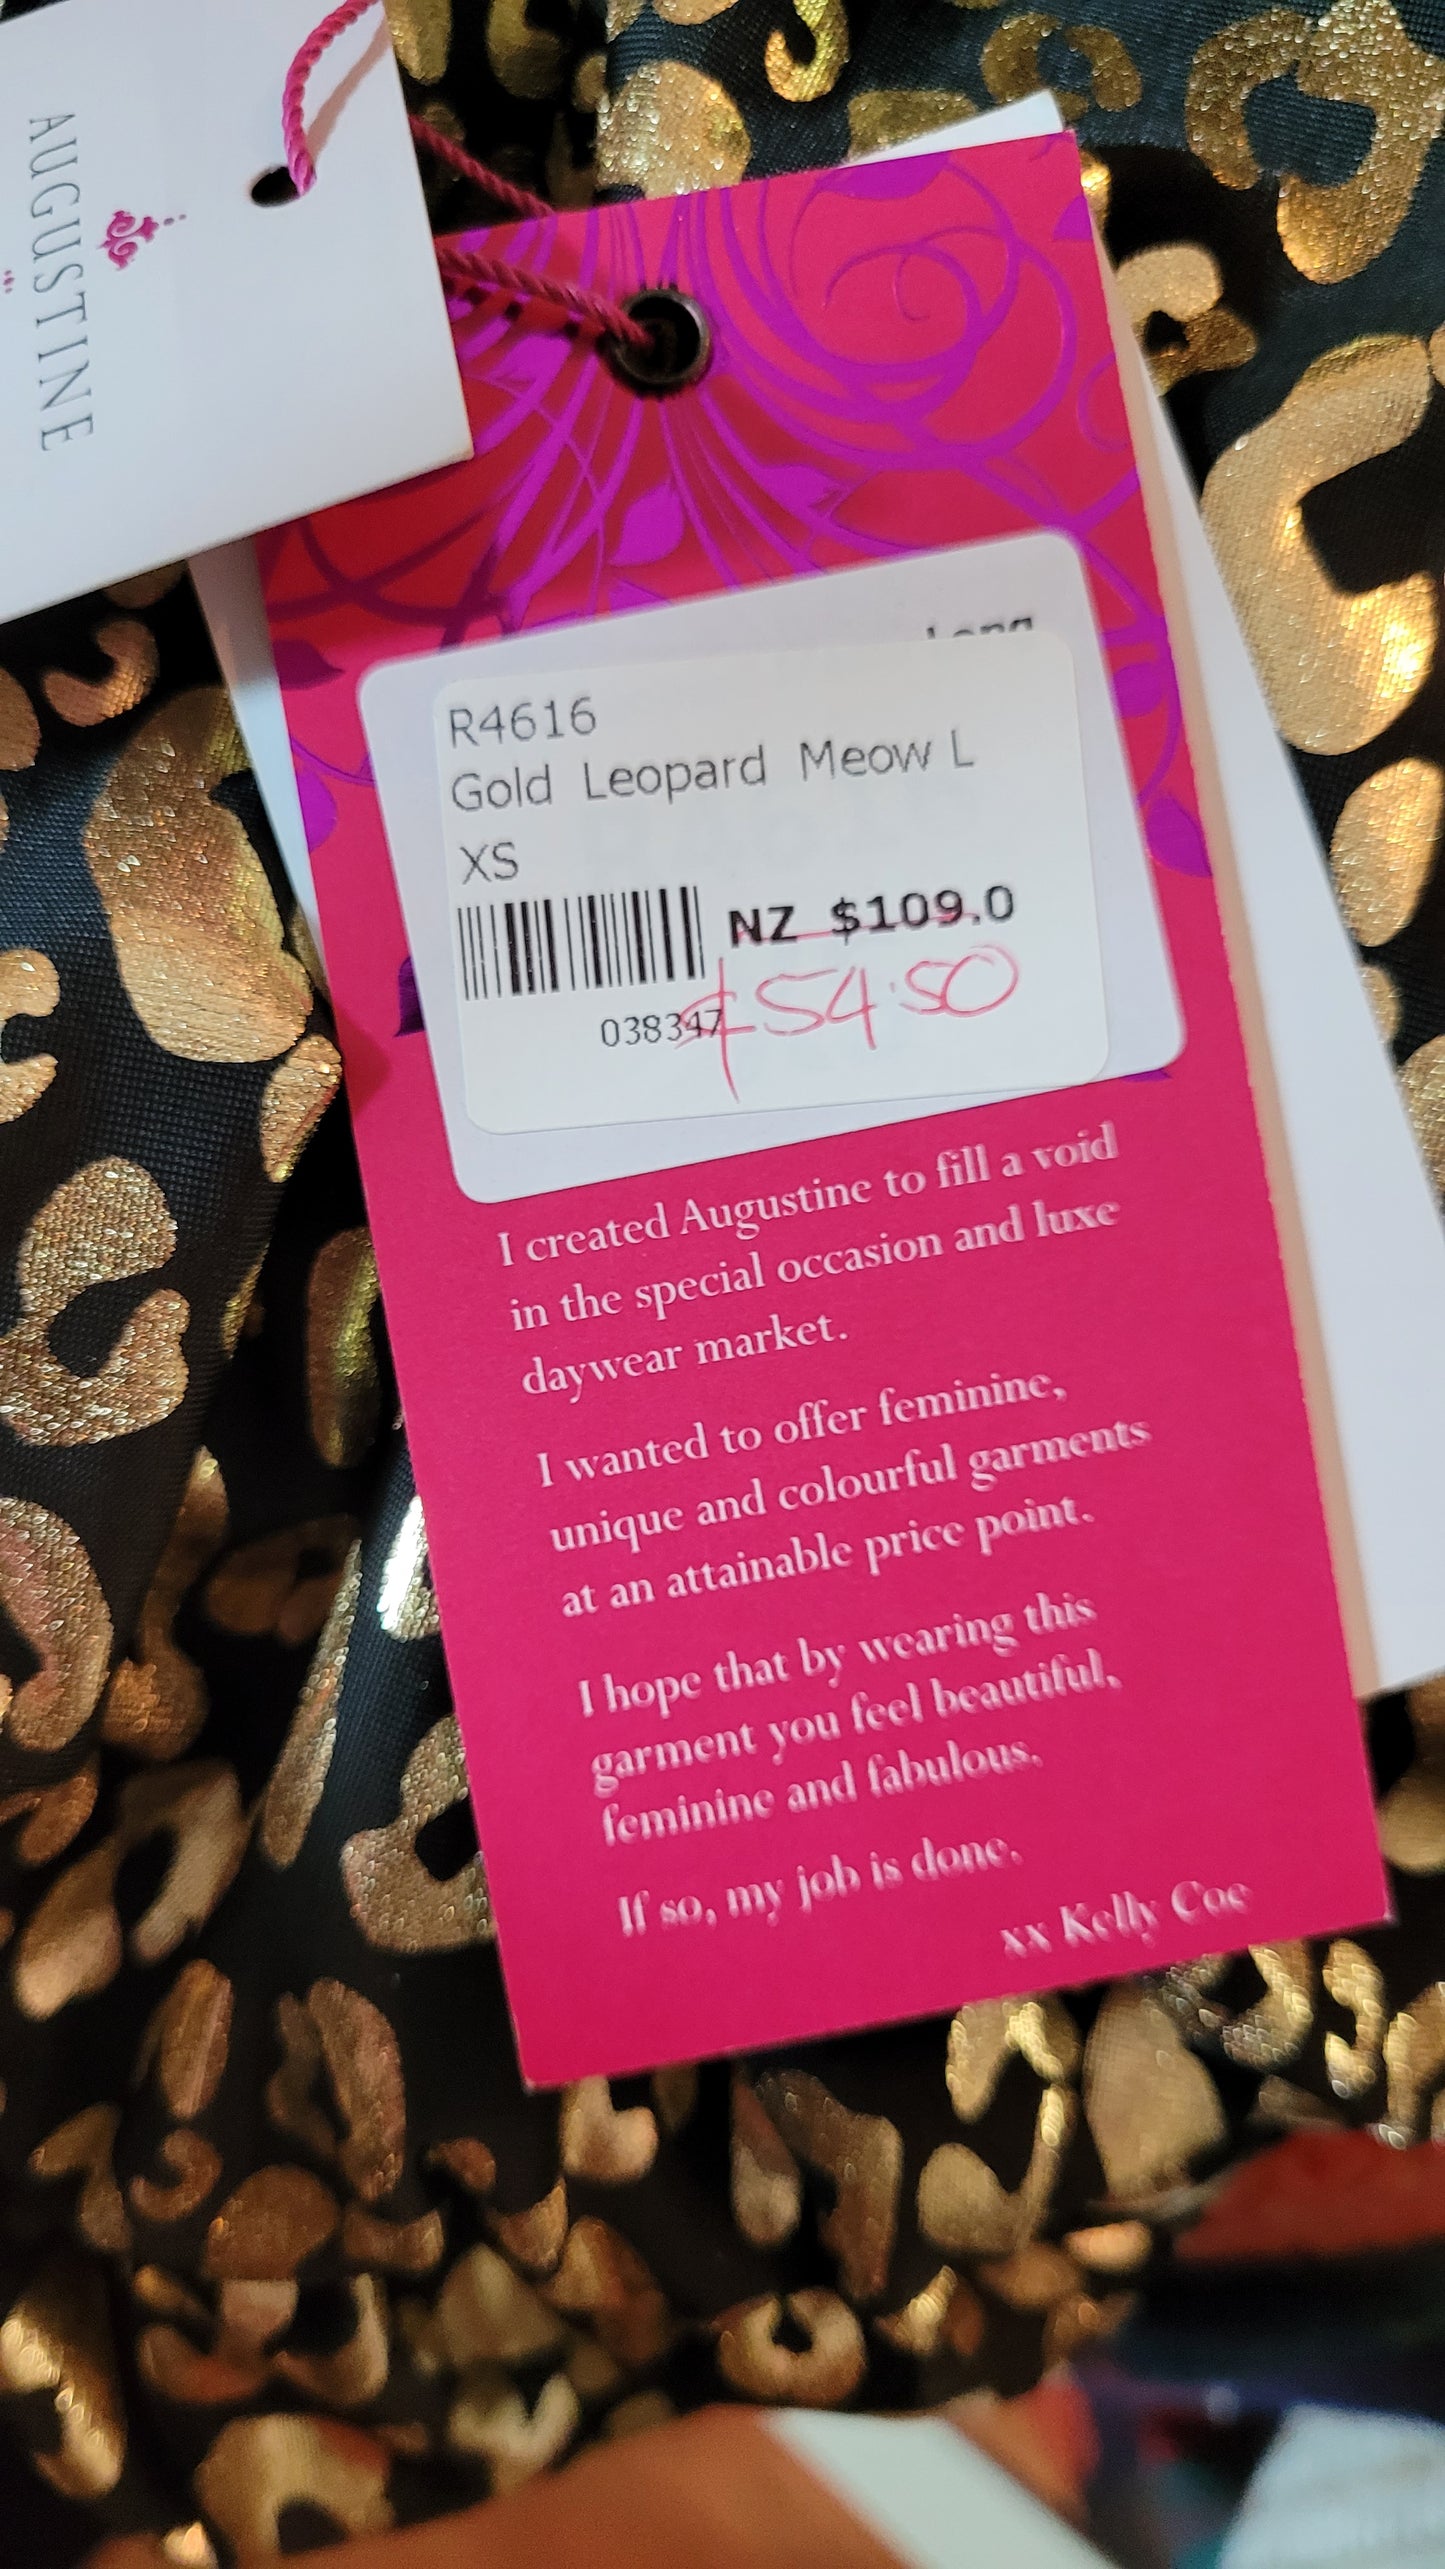 AUGUSTINE
Long
R4616
Gold Leopard Meow L
XS
NZ $109.0
$54.50
038347
I created Augustine to fill a void
in the special occasion and luxe
daywear market.
I wanted to offer feminine,
unique and colourful garments
at an attainable price point.
I hope that by wearing this
garment you feel beautiful,
feminine and fabulous.
If so, my job is done.
xx Kelly Coe